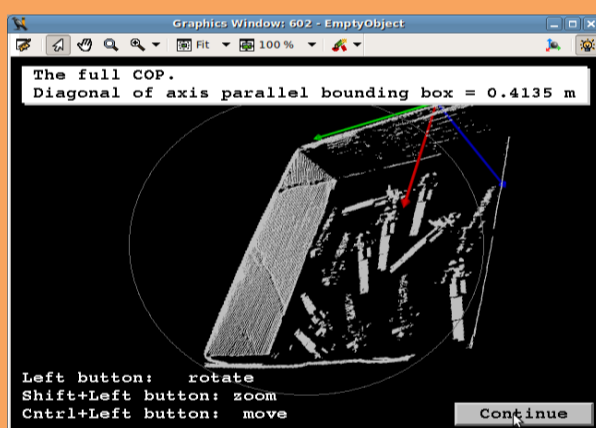 Graphics Window: 602 - EmptyObject
Fit 100 %
The full COP.
Diagonal of axis parallel bounding box = 0.4135 m
Left button: rotate
Shift+Left button: zoom
Cntrl+Left button: move
Continue